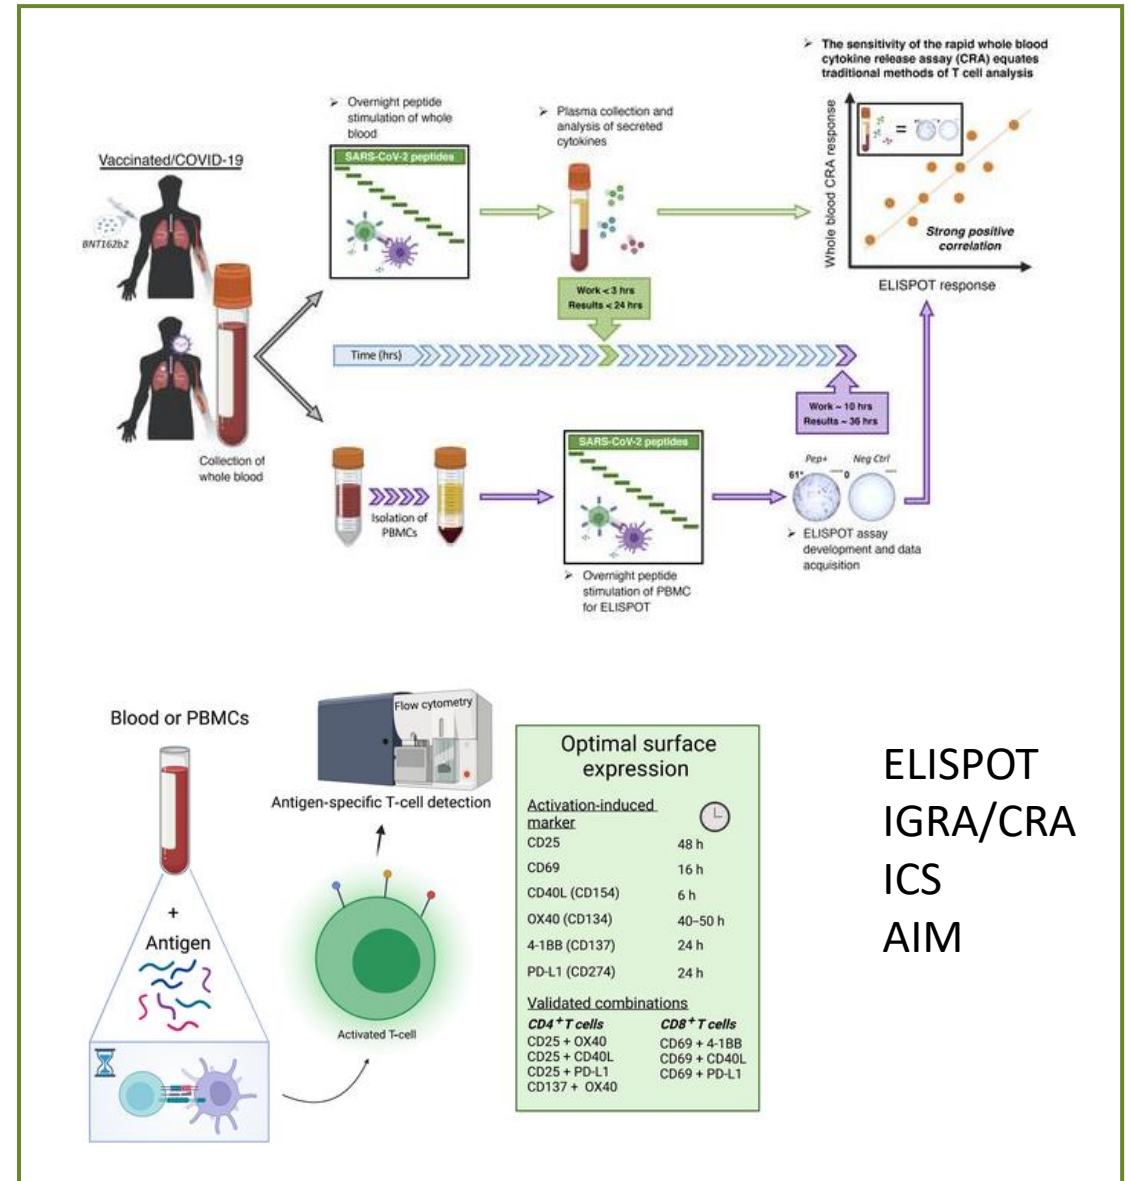 ➢ The sensitivity of the rapid whole blood
cytokine release assay (CRA) equates
traditional methods of T cell analysis
➢ Overnight peptide
stimulation of whole
blood
➢ Plasma collection and
analysis of secreted
cytokines
Vaccinated/COVID-19
SARS-CoV-2 peptides
BNT162b2
=
Whole blood CRA response
Strong positive
correlation
ELISPOT response
Work < 3 hrs
Results < 24 hrs
Time (hrs)
Work ~ 10 hrs
Results ~ 36 hrs
Collection of
whole blood
Isolation of
PBMCs
SARS-CoV-2 peptides
Pep+
Neg Ctrl
61*
0
➢ ELISPOT assay
development and data
acquisition
➢ Overnight peptide
stimulation of PBMC
for ELISPOT
Blood or PBMCs
+
Antigen
Flow cytometry
Antigen-specific T-cell detection
Activated T-cell
Optimal surface
expression
Activation-induced
marker
CD25 48 h
CD69 16 h
CD40L (CD154) 6 h
OX40 (CD134) 40–50 h
4-1BB (CD137) 24 h
PD-L1 (CD274) 24 h
Validated combinations
CD4+T cells CD8+T cells
CD25 + OX40 CD69 + 4-1BB
CD25 + CD40L CD69 + CD40L
CD25 + PD-L1 CD69 + PD-L1
CD137 + OX40
ELISPOT
IGRA/CRA
ICS
AIM